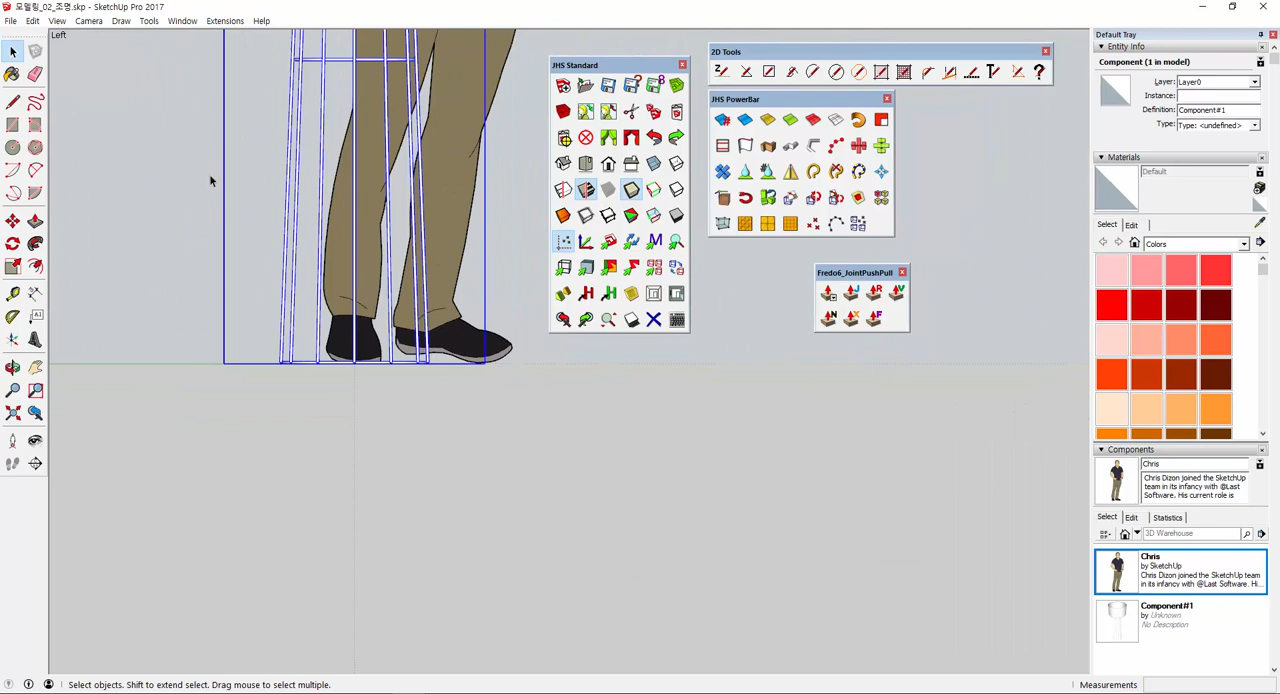 모델링_02_조명.skp - SketchUp Pro 2017
File Edit View Camera Draw Tools Window Extensions Help
Left
JHS Standard
2D Tools
JHS PowerBar
Fredo6_JointPushPull
Default Tray
Entity Info
Component (1 in model)
Layer: Layer0
Instance:
Definition: Component#1
Type: Type: <undefined>
Materials
Default
Select Edit
Colors
Components
Chris
Chris Dizon joined the SketchUp
team in its infancy with @Last
Software. His current role is
Select Edit Statistics
3D Warehouse
Chris
by SketchUp
Chris Dizon joined the SketchUp team
in its infancy with @Last Software. Hi...
Component#1
by Unknown
No Description
Select objects. Shift to extend select. Drag mouse to select multiple.
Measurements